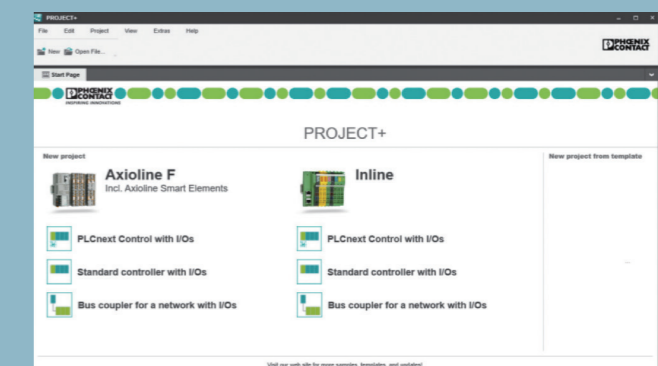 PROJECT+
File Edit Project View Extras Help
New Open File...
PHŒNIX
CONTACT
Start Page
PHŒNIX
CONTACT
INSPIRING INNOVATIONS
PROJECT+
New project
New project from template
Axioline F
Incl. Axioline Smart Elements
PLCnext Control with I/Os
Standard controller with I/Os
Bus coupler for a network with I/Os
Inline
PLCnext Control with I/Os
Standard controller with I/Os
Bus coupler for a network with I/Os
Visit our web site for more samples, templates, and updates!